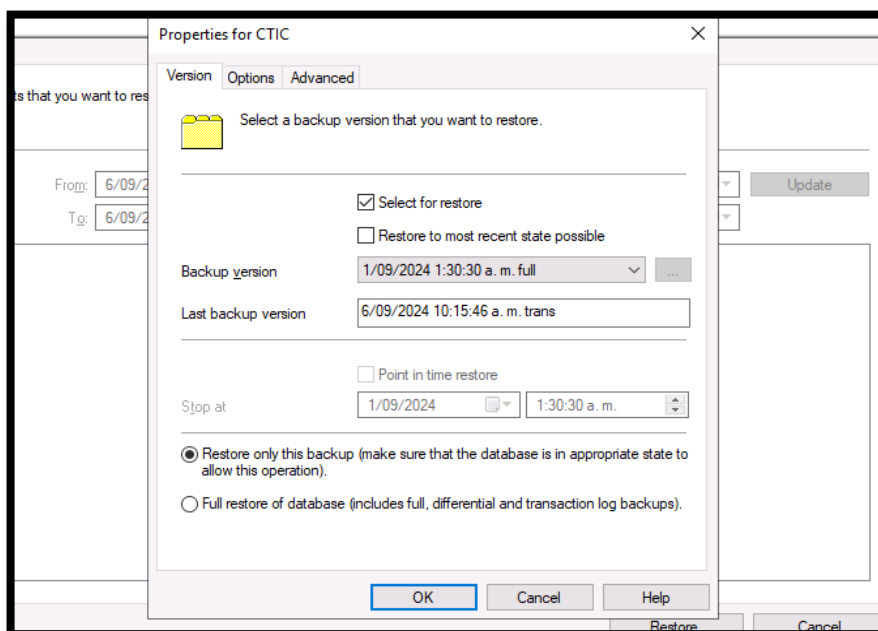 Properties for CTIC
Version Options Advanced
ts that you want to res
Select a backup version that you want to restore.
From: 6/09/2 Update
Select for restore
To: 6/09/2
Restore to most recent state possible
Backup version 1/09/2024 1:30:30 a. m. full ...
Last backup version 6/09/2024 10:15:46 a. m. trans
Point in time restore
Stop at 1/09/2024 1:30:30 a. m.
Restore only this backup (make sure that the database is in appropriate state to
allow this operation).
Full restore of database (includes full, differential and transaction log backups).
OK Cancel Help
Restore Cancel